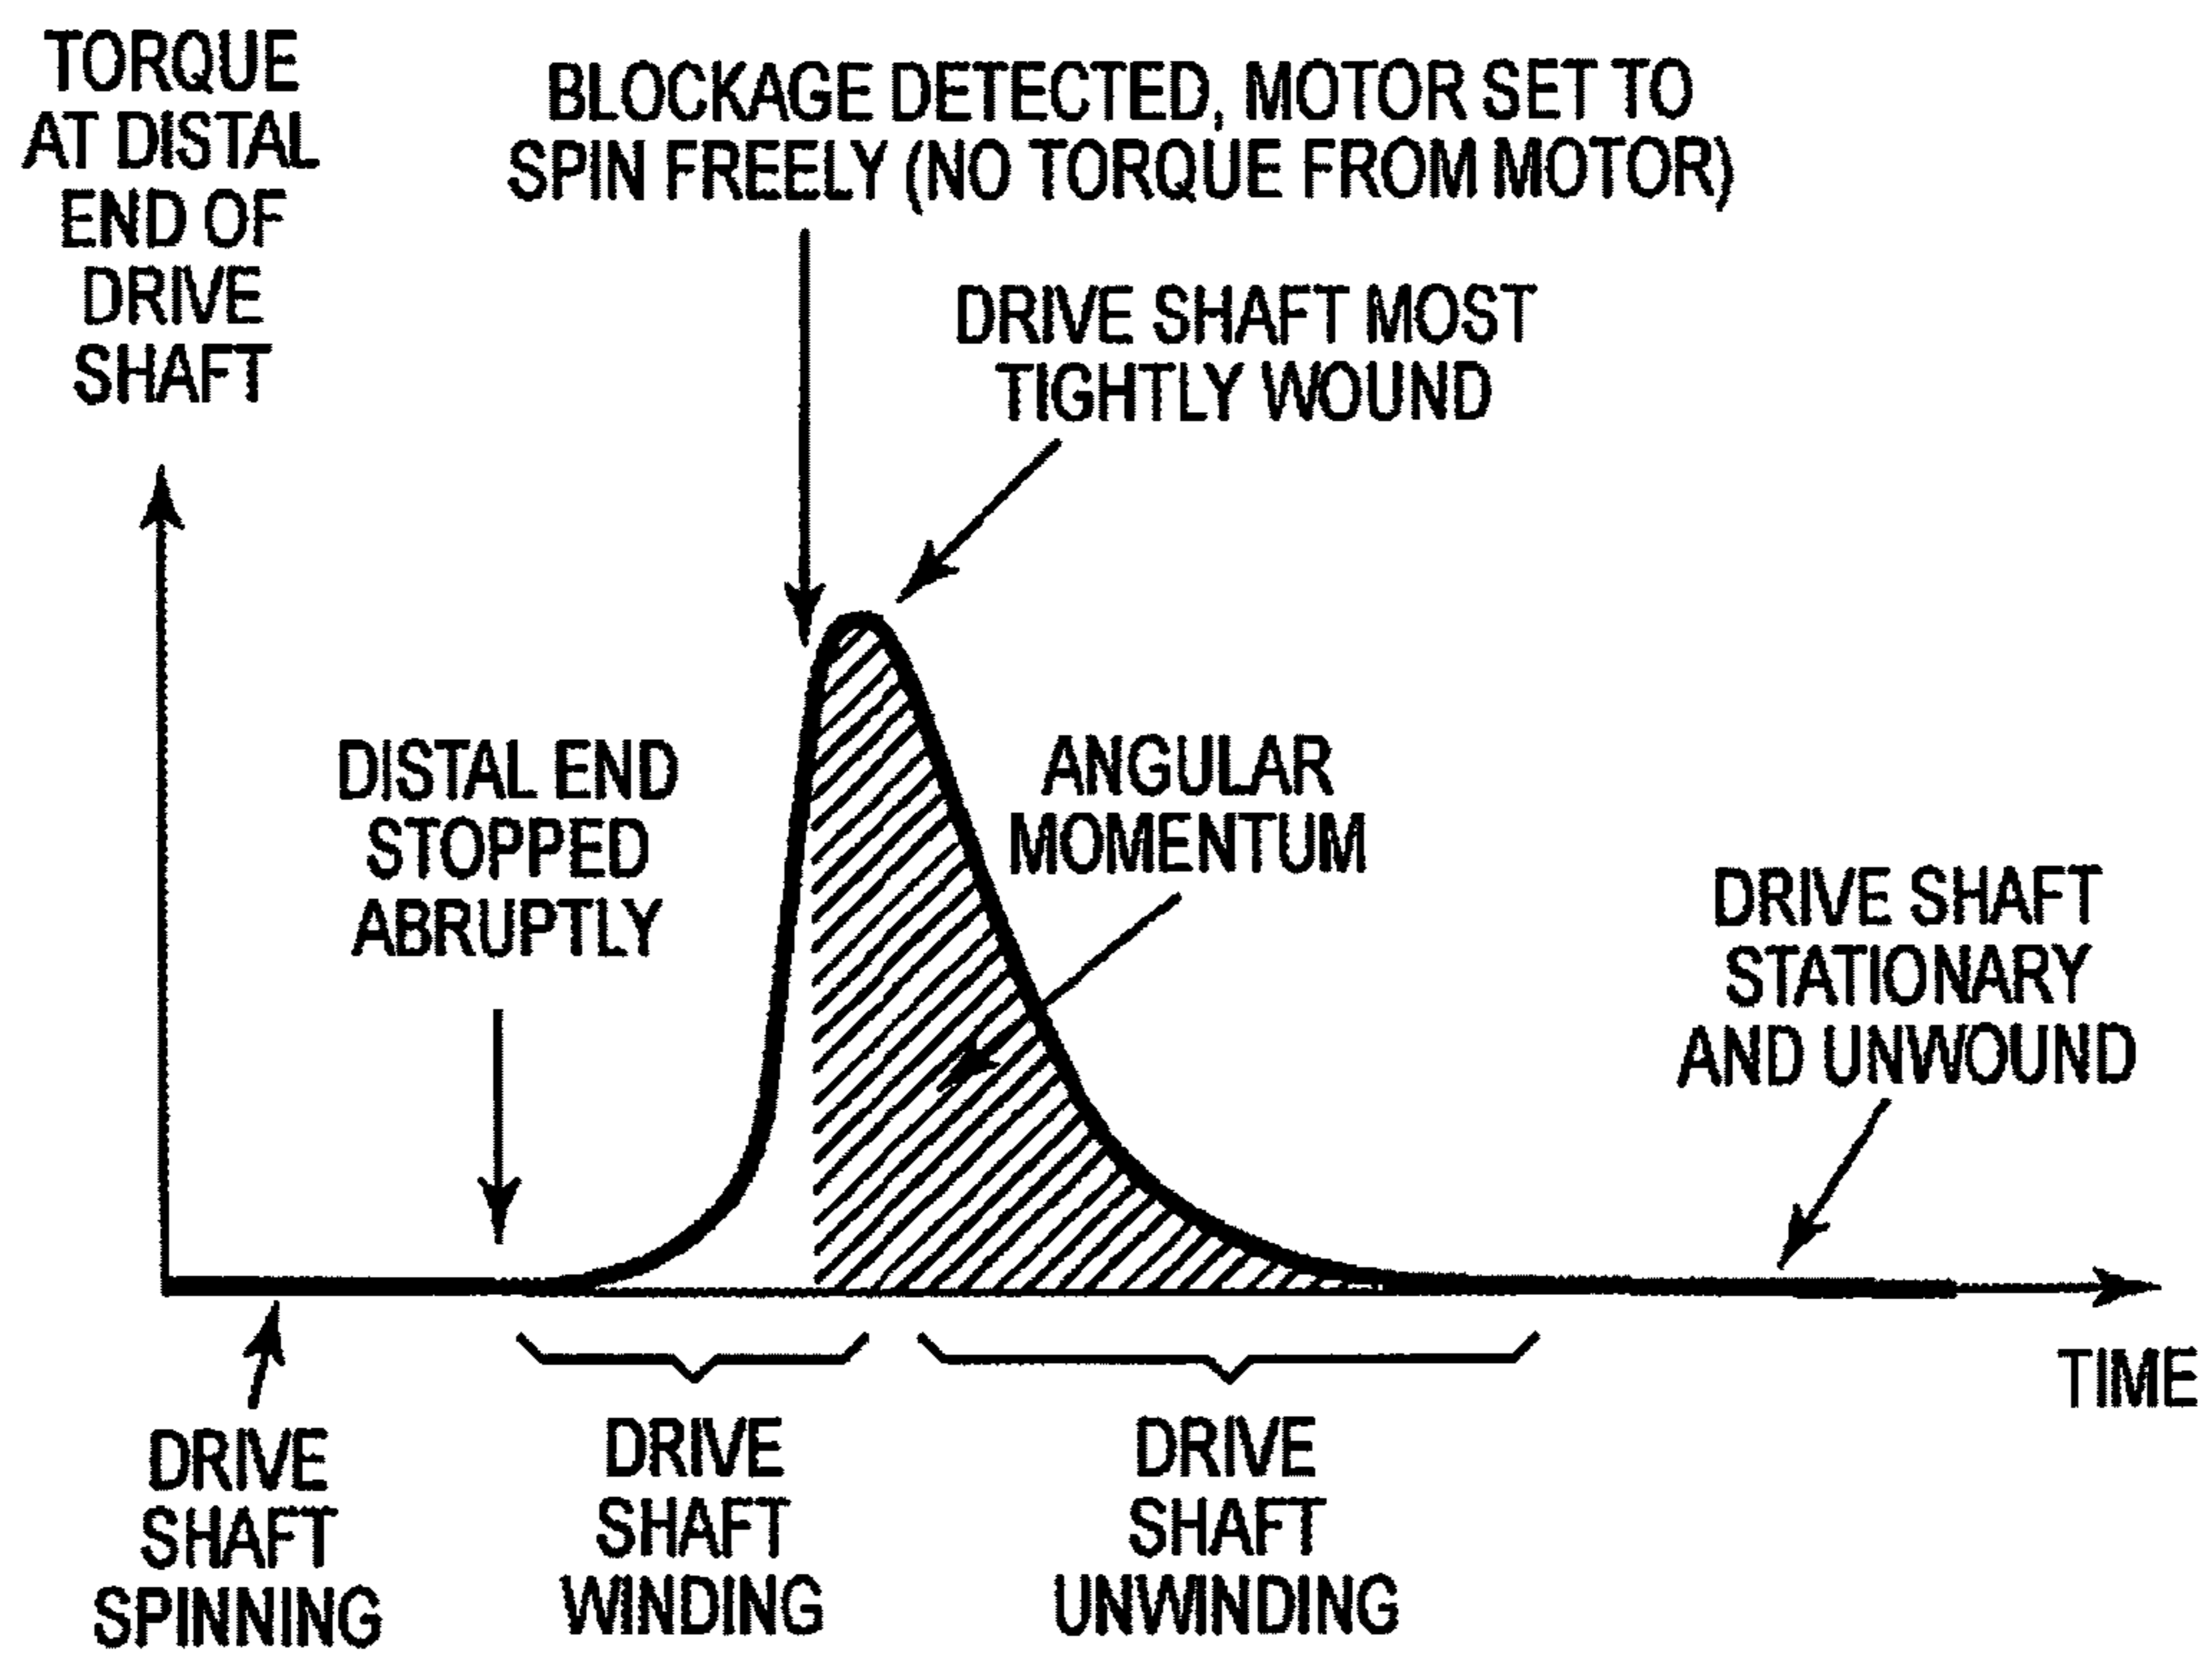 TORQUE
AT DISTAL
END OF
DRIVE
SHAFT
BLOCKAGE DETECTED, MOTOR SET TO
SPIN FREELY (NO TORQUE FROM MOTOR)
DRIVE SHAFT MOST
TIGHTLY WOUND
DISTAL END
STOPPED
ABRUPTLY
ANGULAR
MOMENTUM
DRIVE SHAFT
STATIONARY
AND UNWOUND
TIME
DRIVE
SHAFT
SPINNING
DRIVE
SHAFT
WINDING
DRIVE
SHAFT
UNWINDING